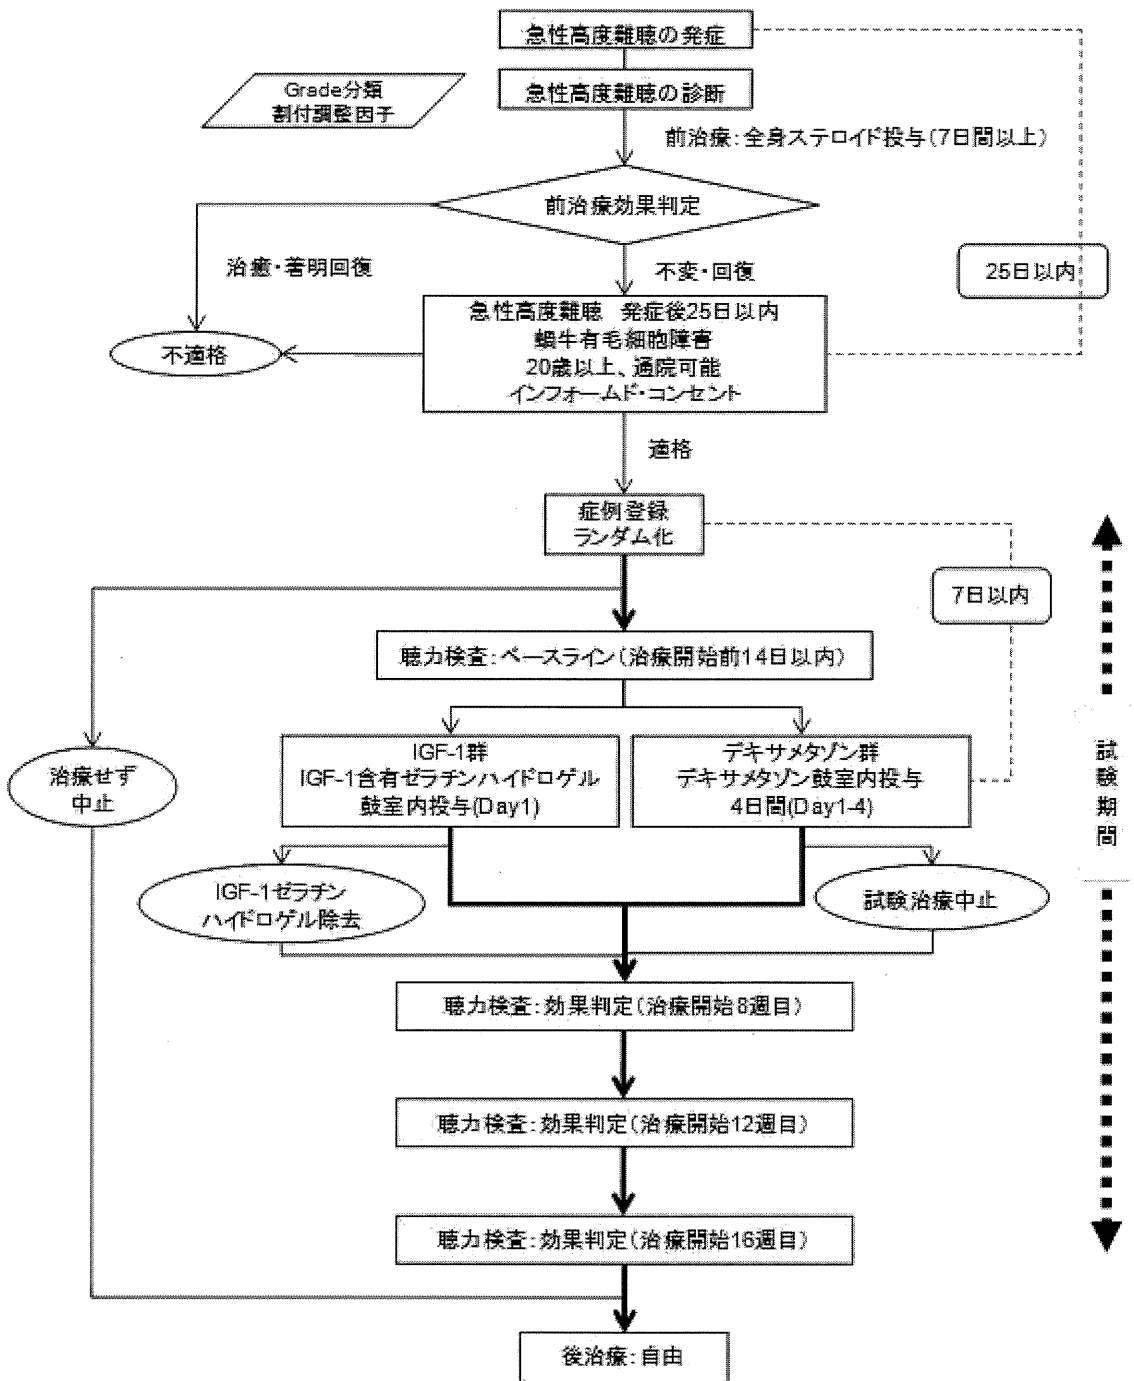 急性高度難聴の発症
急性高度難聴の診断
Grade分類
割付調整因子
前治療:全身ステロイド投与(7日間以上)
前治療効果判定
治癒・著明回復
不変・回復
25日以内
急性高度難聴 発症後25日以内
蝸牛有毛細胞障害
20歳以上、通院可能
インフォームド・コンセント
不適格
適格
症例登録
ランダム化
7日以内
聴力検査:ベースライン(治療開始前14日以内)
IGF-1群
IGF-1含有ゼラチンハイドロゲル
鼓室内投与(Day1)
デキサメタゾン群
デキサメタゾン鼓室内投与
4日間(Day1-4)
治療せず
中止
試験期間
IGF-1ゼラチン
ハイドロゲル除去
試験治療中止
聴力検査:効果判定(治療開始8週目)
聴力検査:効果判定(治療開始12週目)
聴力検査:効果判定(治療開始16週目)
後治療:自由